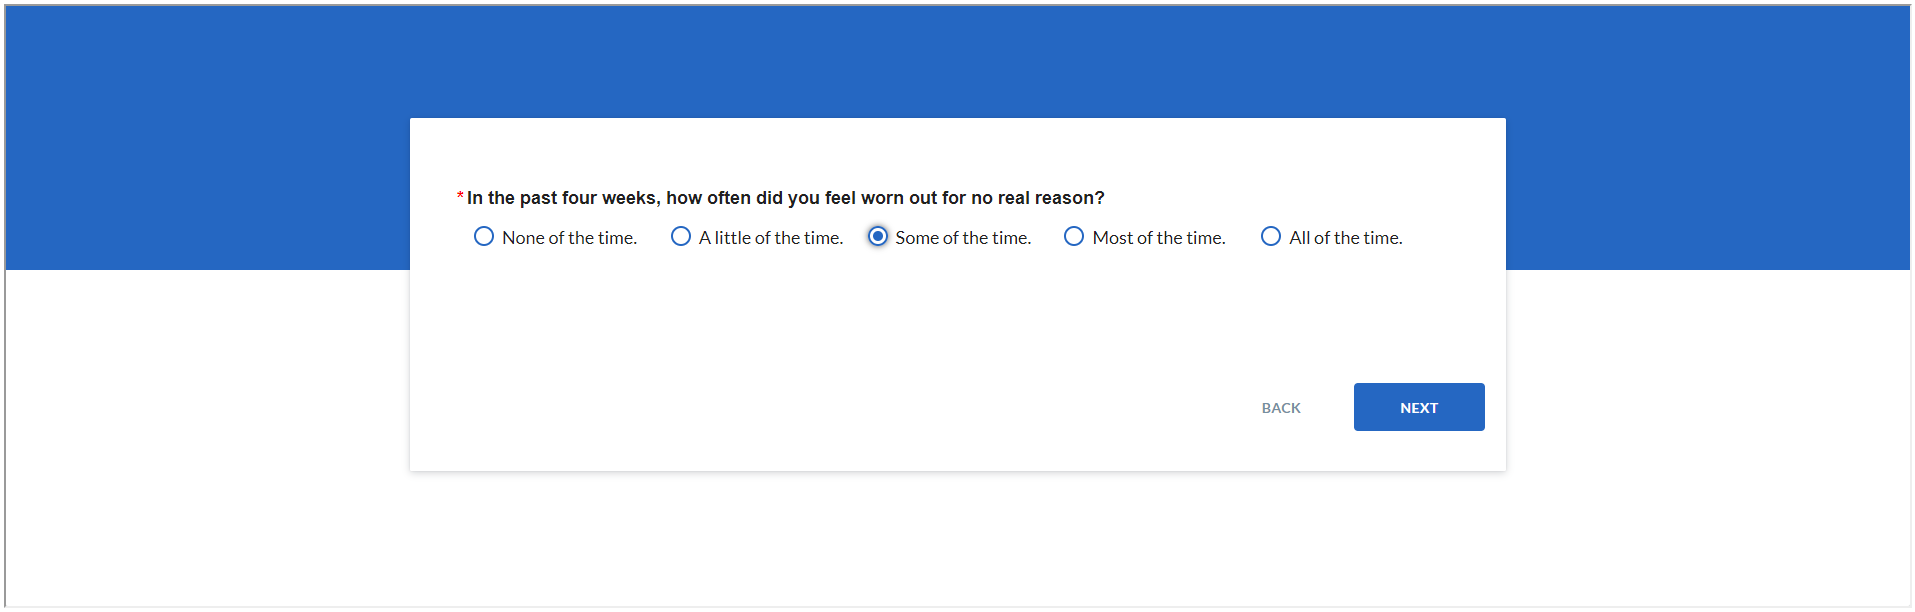 *In the past four weeks, how often did you feel worn out for no real reason?
None of the time. A little of the time. Some of the time. Most of the time. All of the time.
BACK NEXT